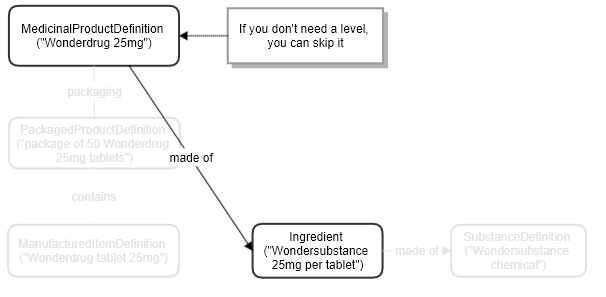 MedicinalProductDefinition
("Wonderdrug 25mg")
If you don't need a level,
you can skip it
packaging
PackagedProductDefinition
("package of 50 Wonderdrug
25mg tablets")
made of
contains
ManufacturedItemDefinition
("Wonderdrug tablet 25mg")
Ingredient
("Wondersubstance
25mg per tablet")
made of
SubstanceDefinition
("Wondersubstance
chemical")